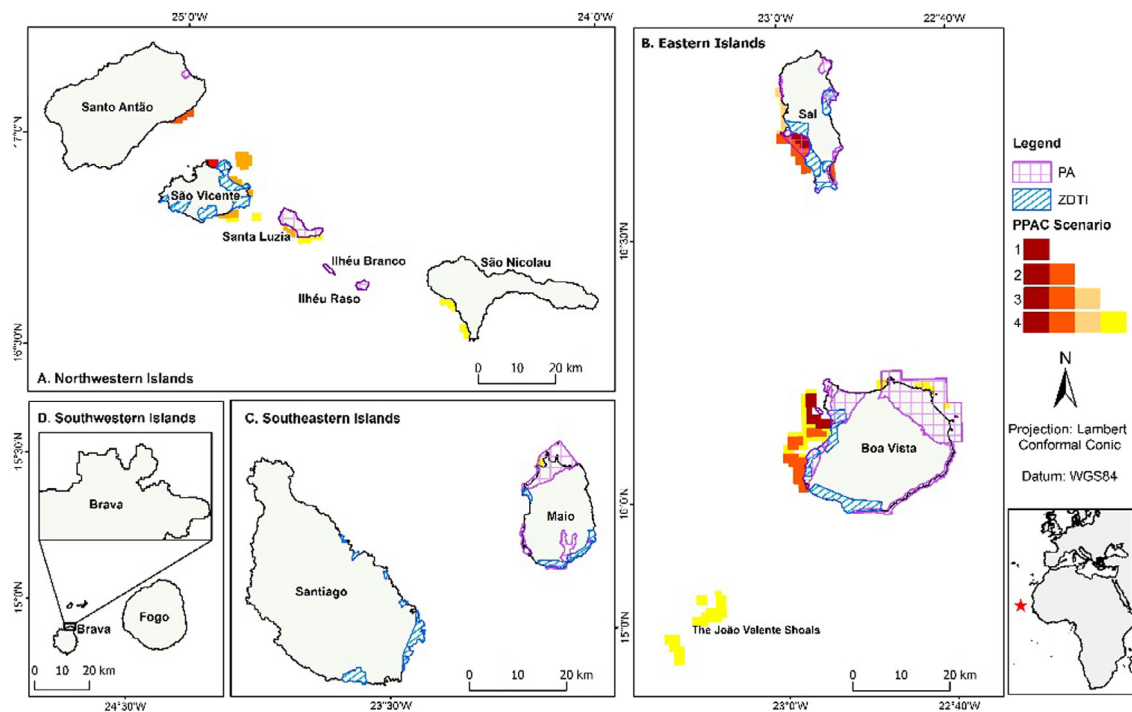 25°0'W
24°0'W
23°0'W
22°40'W
A. Northwestern Islands
Santo Antão
17°0'N
São Vicente
Santa Luzia
Ilhéu Branco
Ilhéu Raso
São Nicolau
16°30'N
0 10 20 km
B. Eastern Islands
Sal
16°30'N
Boa Vista
16°0'N
The João Valente Shoals
15°0'N
0 10 20 km
23°0'W
22°40'W
Legend
PA
ZDTI
PPAC Scenario
1
2
3
4
N
Projection: Lambert
Conformal Conic
Datum: WGS84
D. Southwestern Islands
15°30'N
Brava
15°0'N
Brava
Fogo
0 10 20 km
24°30'W
C. Southeastern Islands
Maio
Santiago
0 10 20 km
23°30'W